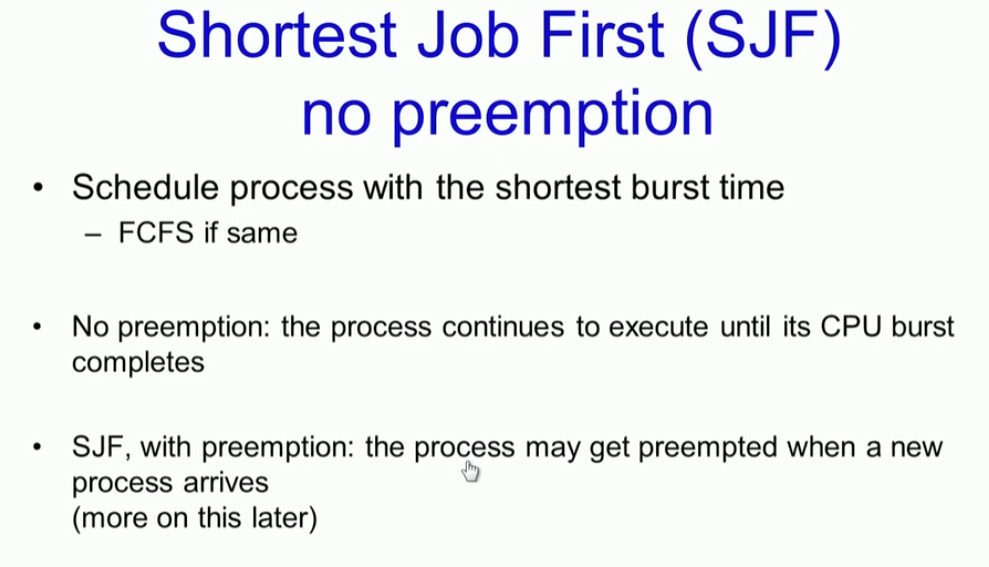 Shortest Job First (SJF)
no preemption
• Schedule process with the shortest burst time
– FCFS if same
• No preemption: the process continues to execute until its CPU burst
completes
• SJF, with preemption: the process may get preempted when a new
process arrives
(more on this later)